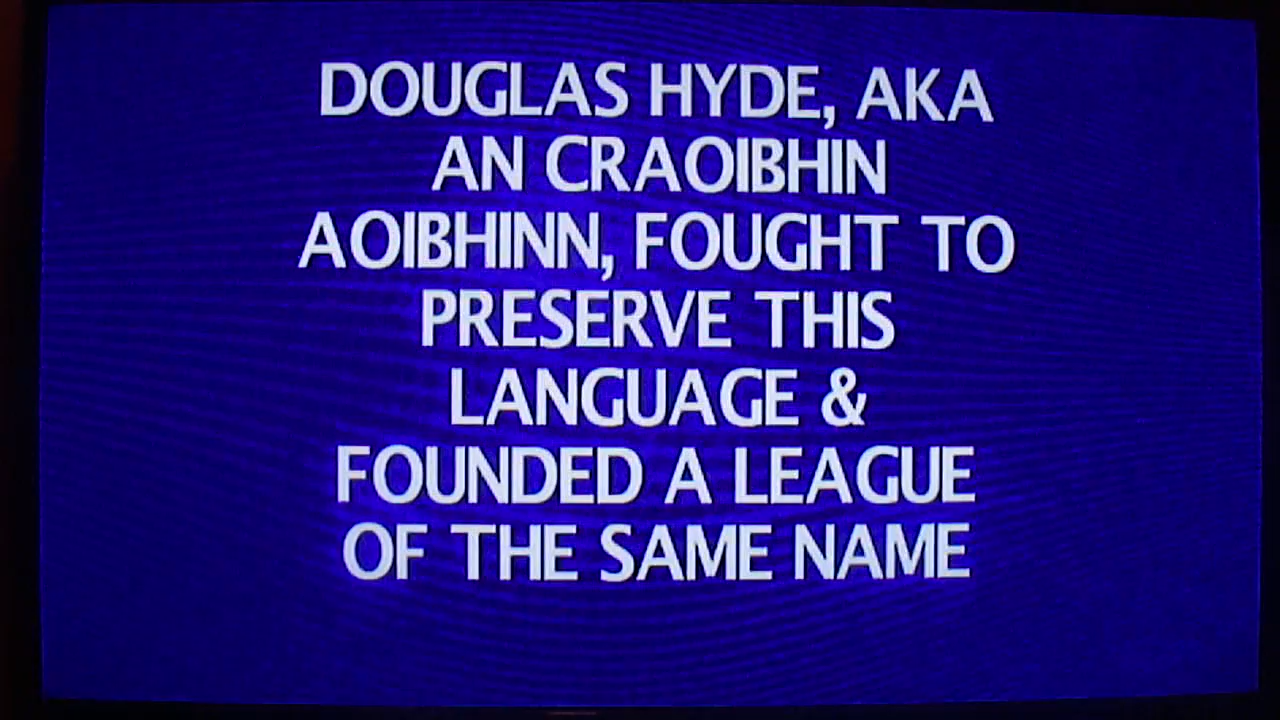 DOUGLAS HYDE, AKA
AN CRAOIBHIN
AOIBHINN, FOUGHT TO
PRESERVE THIS
LANGUAGE &
FOUNDED A LEAGUE
OF THE SAME NAME